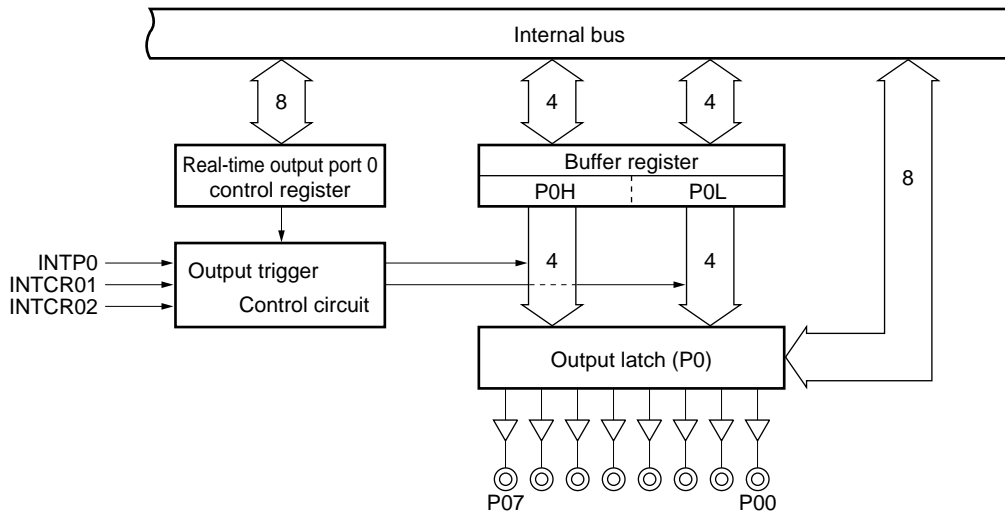 Internal bus
8
4
4
8
Real-time output port 0
control register
Buffer register
P0H
P0L
INTP0
INTCR01
INTCR02
Output trigger
Control circuit
4
4
Output latch (P0)
P07
P00